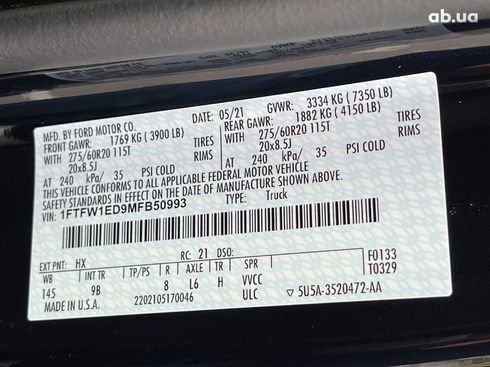 ab.ua
MFD. BY FORD MOTOR CO. DATE: 05/21 GVWR: 3334 KG ( 7350 LB)
FRONT GAWR: 1769 KG ( 3900 LB) REAR GAWR: 1882 KG ( 4150 LB)
WITH 275/60R20 115T TIRES WITH 275/60R20 115T TIRES
20x8.5J RIMS 20x8.5J RIMS
AT 240 kPa/ 35 PSI COLD AT 240 kPa/ 35 PSI COLD
THIS VEHICLE CONFORMS TO ALL APPLICABLE FEDERAL MOTOR VEHICLE
SAFETY STANDARDS IN EFFECT ON THE DATE OF MANUFACTURE SHOWN ABOVE.
VIN: 1FTFW1ED9MFB50993 TYPE: Truck
EXT PNT: HX RC: 21 DSO: F0133
WB INT TR TP/PS R AXLE TR SPR T0329
145 9B 8 L6 H VVCC
MADE IN U.S.A. 2202105170046 ULC ▽ 5U5A-3520472-AA